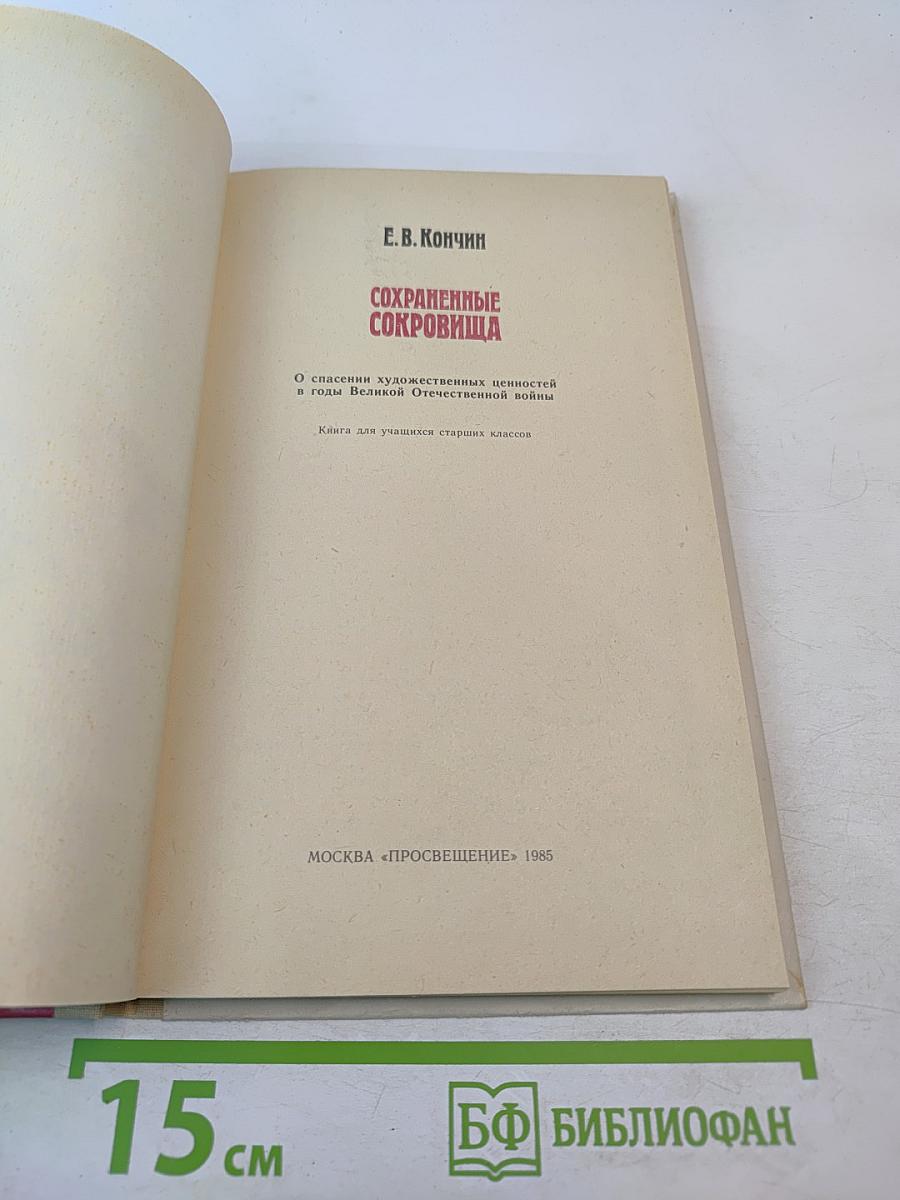 Е. В. Кончин
СОХРАНЕННЫЕ
СОКРОВИЩА
О спасении художественных ценностей
в годы Великой Отечественной войны
Книга для учащихся старших классов
МОСКВА «ПРОСВЕЩЕНИЕ» 1985
15 см
БФ БИБЛИОФАН